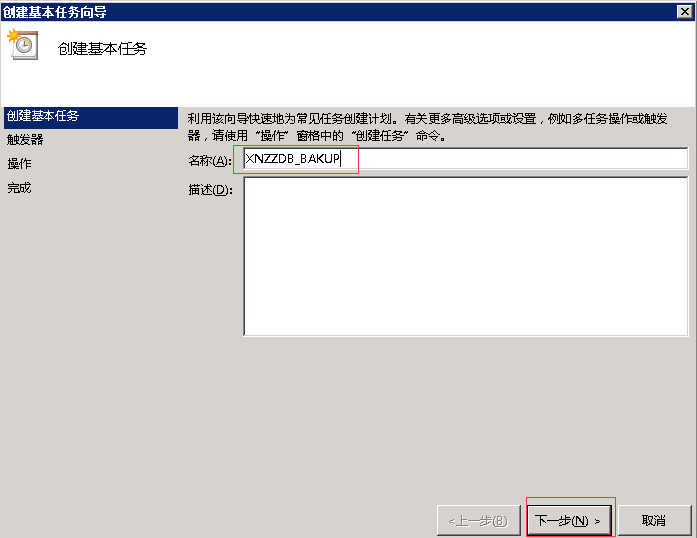 创建基本任务向导
创建基本任务
创建基本任务
触发器
操作
完成
利用该向导快速地为常见任务创建计划。有关更多高级选项或设置，例如多任务操作或触发
器，请使用“操作”窗格中的“创建任务”命令。
名称(A):
XNZZDB_BAKUP
描述(D):
<上一步(B)
下一步(N) >
取消